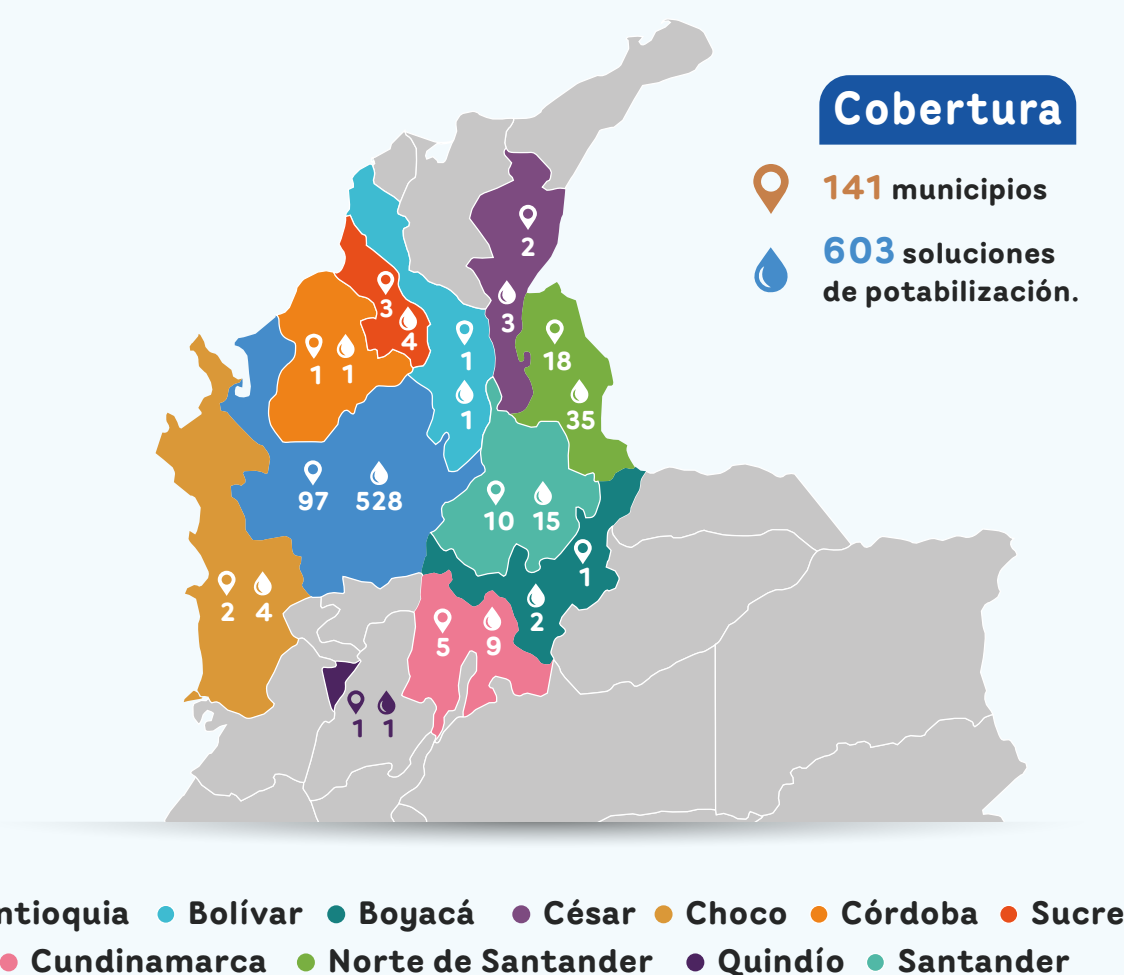 Cobertura
141 municipios
603 soluciones
de potabilización.
2
3
3
4
1
1
1
1
18
35
97 528
10 15
1
2
2 4
5 9
1 1
ntioquia Bolívar Boyacá César Choco Córdoba Sucre
Cundinamarca Norte de Santander Quindío Santander